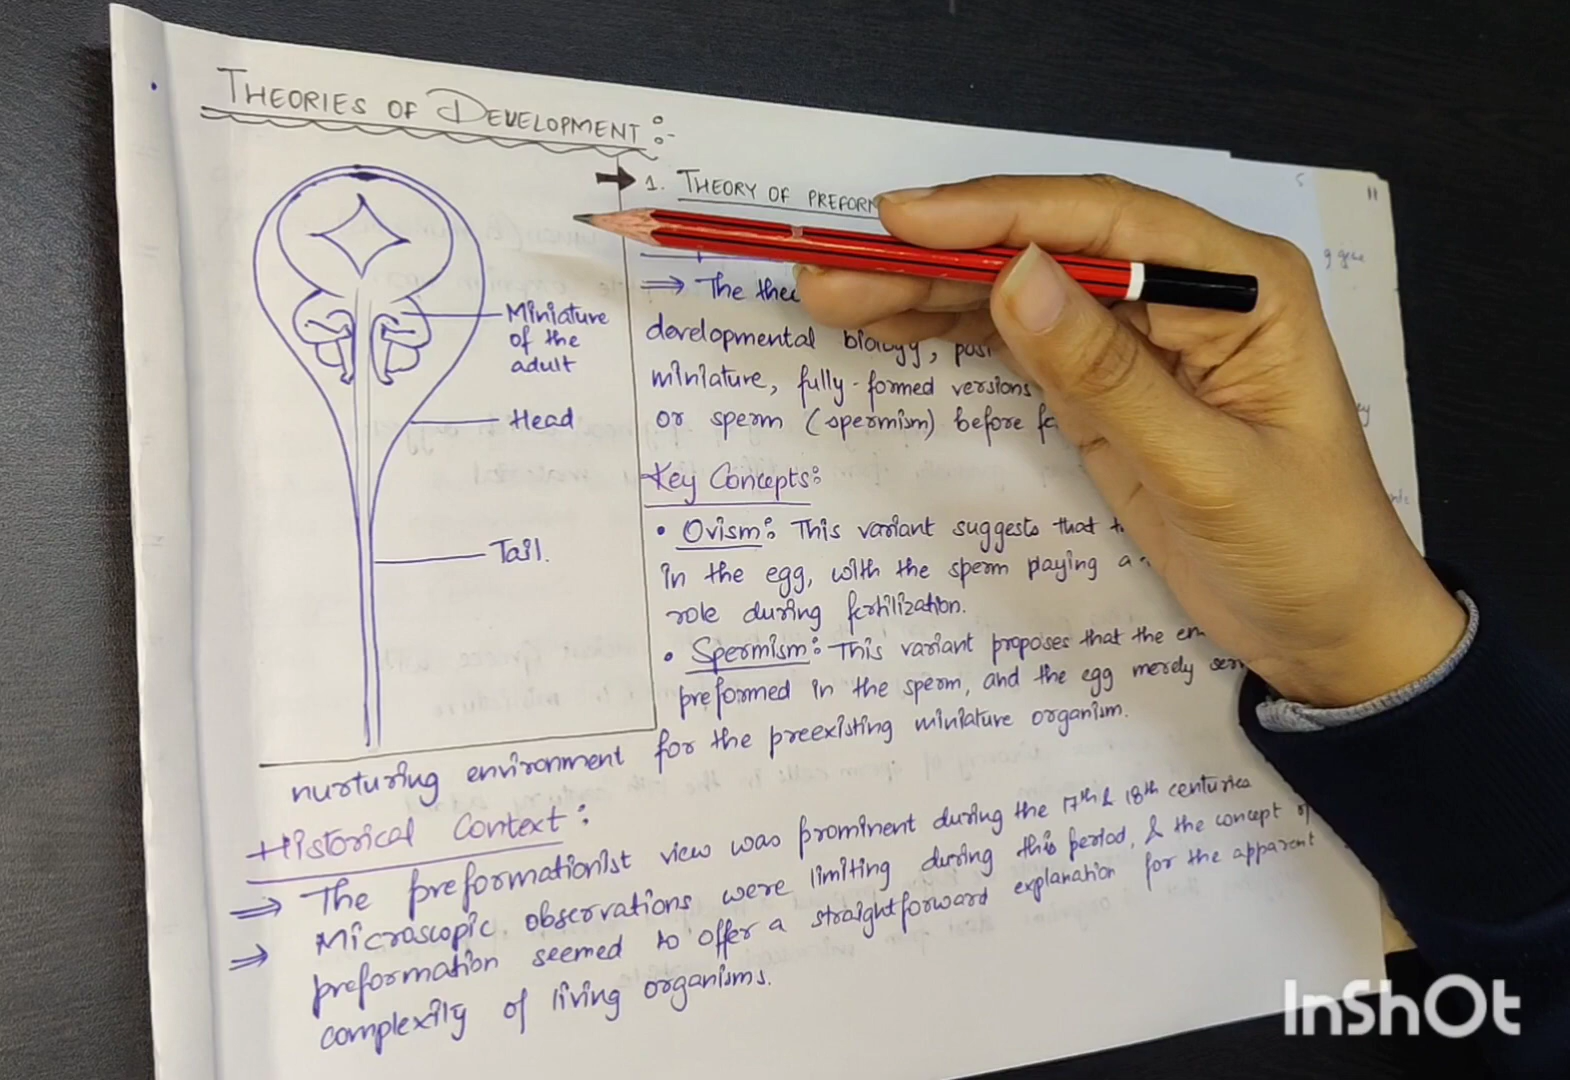 THEORIES OF DEVELOPMENT :-
1. THEORY OF
⇒ The
developmental biology,
miniature, fully-formed versions
or sperm (spermism) before
Miniature
of the
adult
Head
Tail.
Key Concepts:
• Ovism: This variant suggests that
in the egg, with the sperm playing a
role during fertilization.
• Spermism: This variant proposes that the
preformed in the sperm, and the egg merely
nurturing environment for the preexisting miniature organism.
Historical Context:
⇒ The preformationist view was prominent during the 17th & 18th centuries
⇒ Microscopic observations were limiting during this period, & the concept of
preformation seemed to offer a straightforward explanation for the apparent
complexity of living organisms.
InShOt